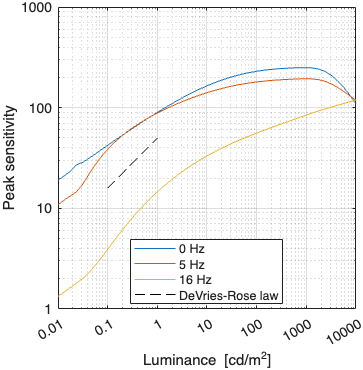 1000
100
10
1
Peak sensitivity
0 Hz
5 Hz
16 Hz
DeVries-Rose law
0.01 0.1 1 10 100 1000 10000
Luminance [cd/m²]